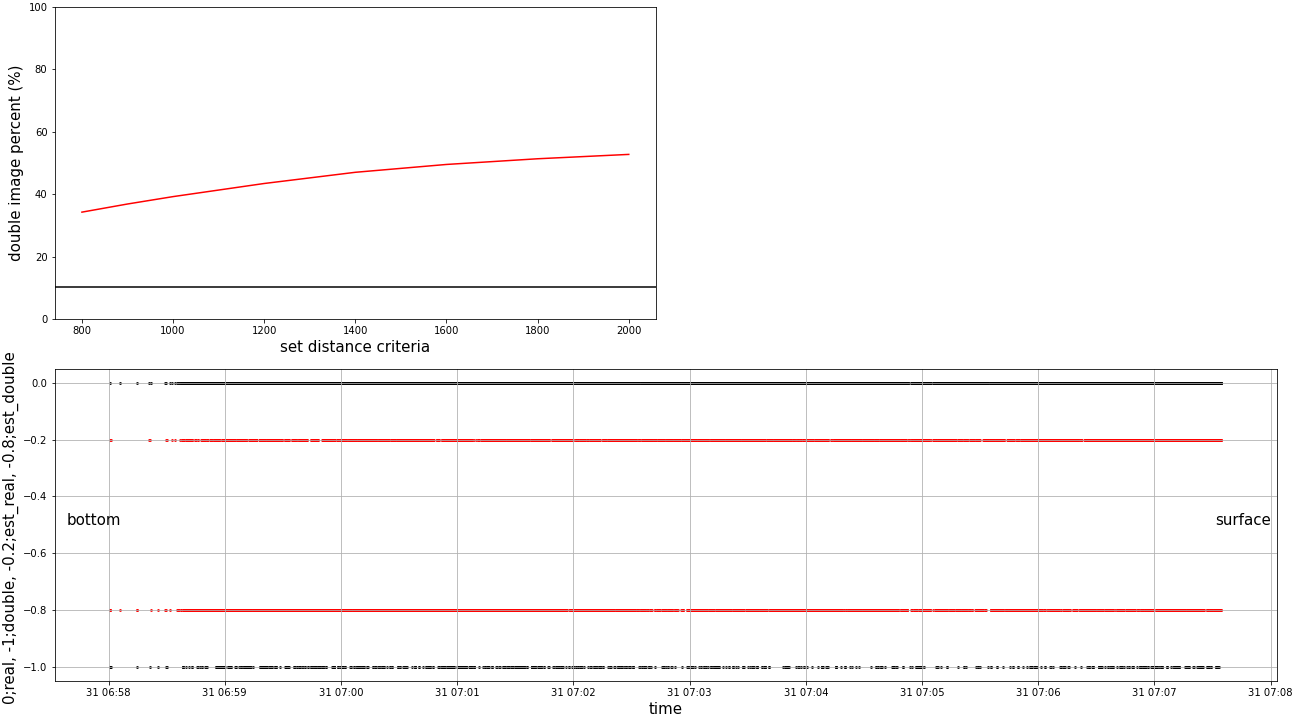 100
80
60
40
20
0
double image percent (%)
800 1000 1200 1400 1600 1800 2000
set distance criteria
0.0
−0.2
−0.4
−0.6
−0.8
−1.0
0;real, -1;double, -0.2;est_real, -0.8;est_double
bottom
surface
31 06:58 31 06:59 31 07:00 31 07:01 31 07:02 31 07:03 31 07:04 31 07:05 31 07:06 31 07:07 31 07:08
time